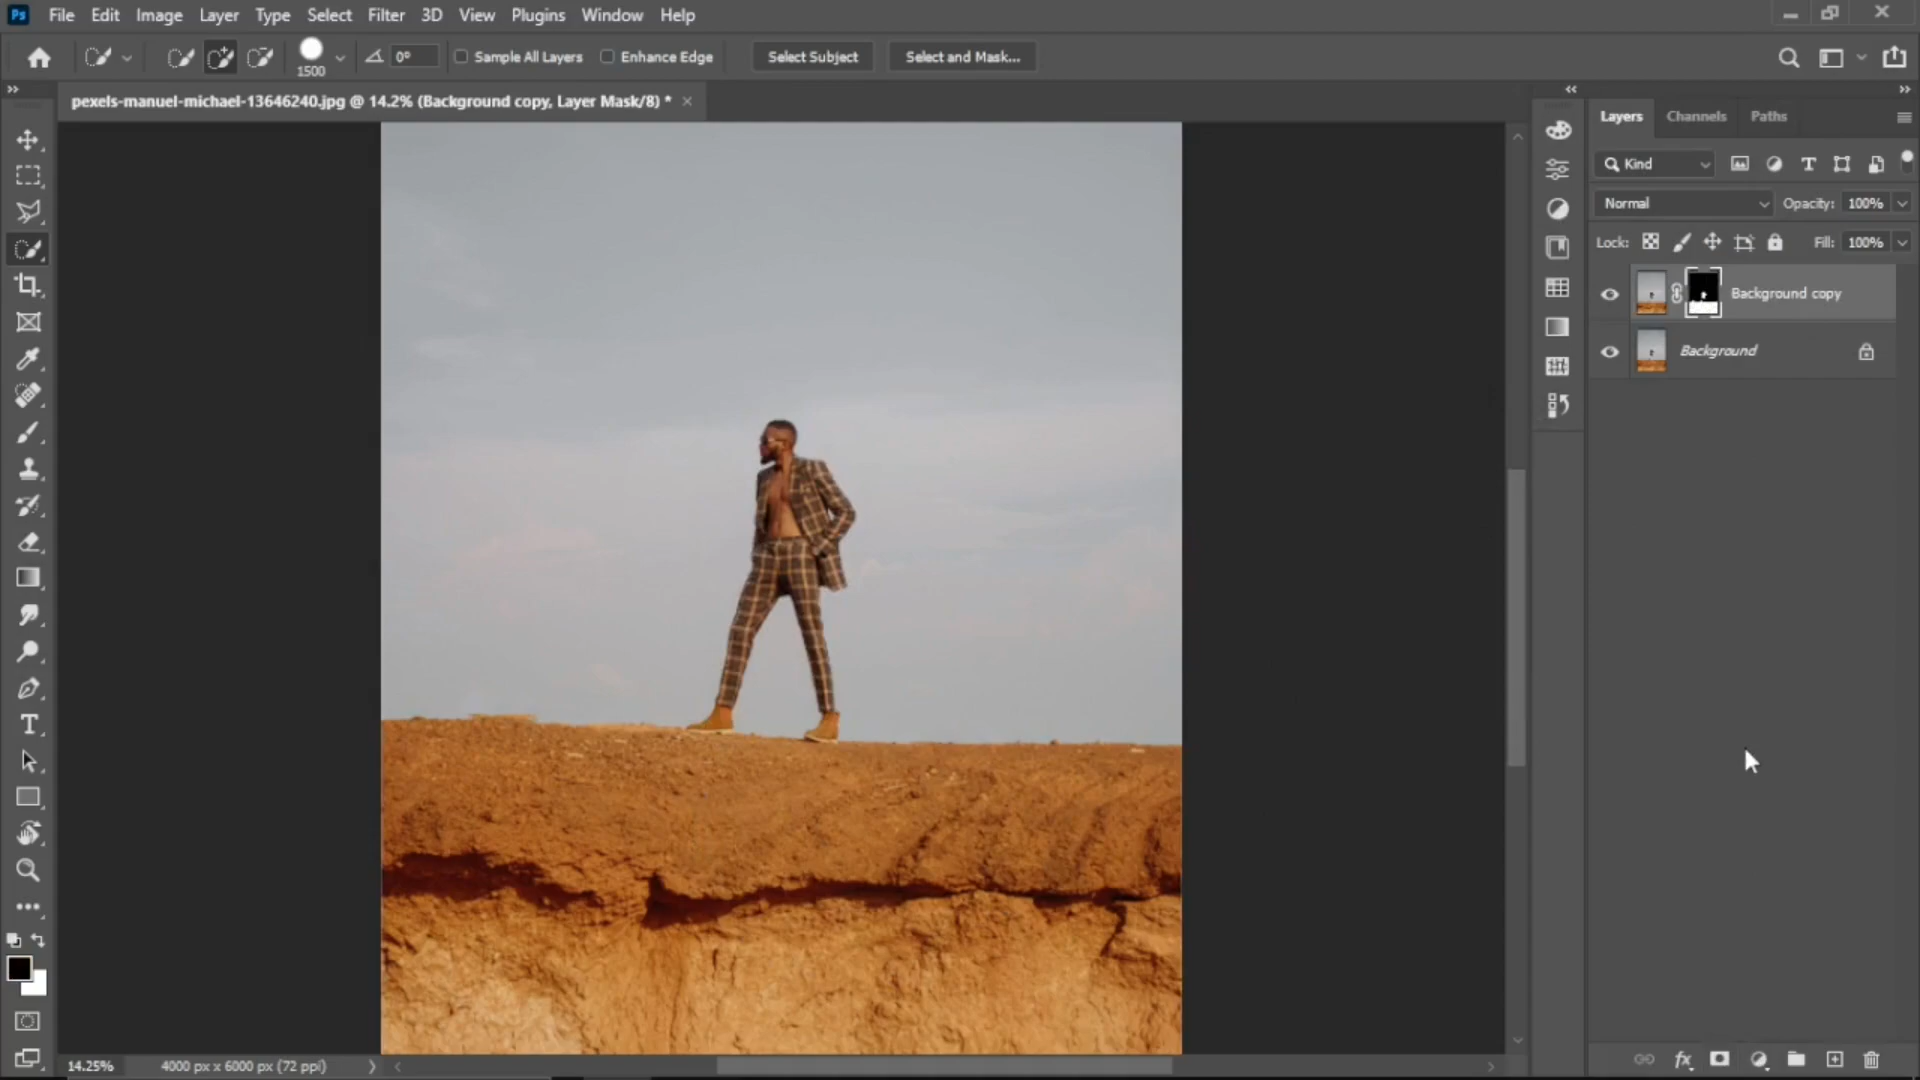 Ps File Edit Image Layer Type Select Filter 3D View Plugins Window Help
1500 0° Sample All Layers Enhance Edge Select Subject Select and Mask...
pexels-manuel-michael-13646240.jpg @ 14.2% (Background copy, Layer Mask/8) * ×
Layers Channels Paths
Kind
Normal Opacity: 100%
Lock: Fill: 100%
Background copy
Background
14.25% 4000 px x 6000 px (72 ppi)